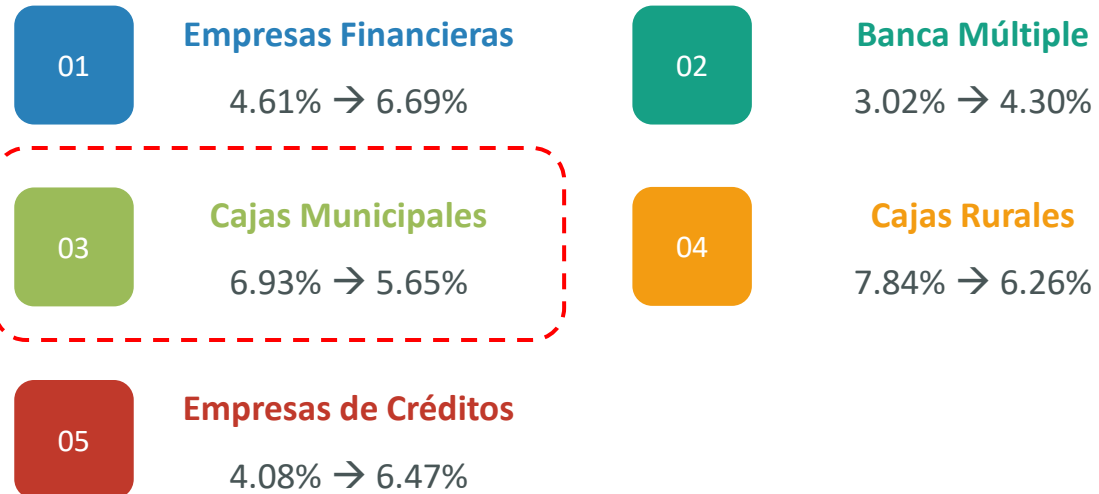 01
Empresas Financieras
4.61% → 6.69%
02
Banca Múltiple
3.02% → 4.30%
03
Cajas Municipales
6.93% → 5.65%
04
Cajas Rurales
7.84% → 6.26%
05
Empresas de Créditos
4.08% → 6.47%